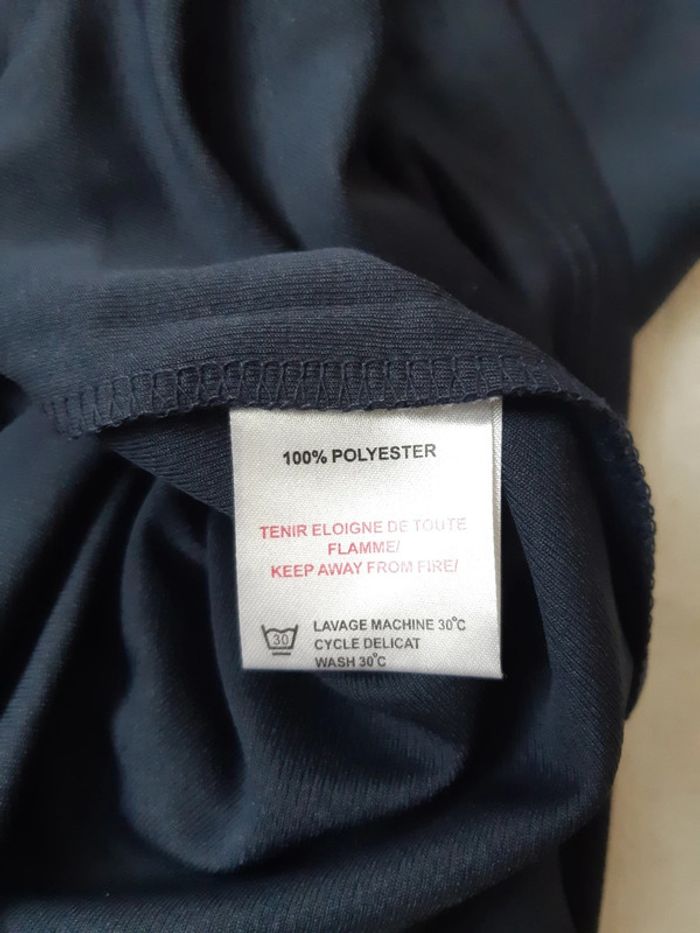 100% POLYESTER
TENIR ELOIGNE DE TOUTE
FLAMME/
KEEP AWAY FROM FIRE/
30 LAVAGE MACHINE 30°C
CYCLE DELICAT
WASH 30°C